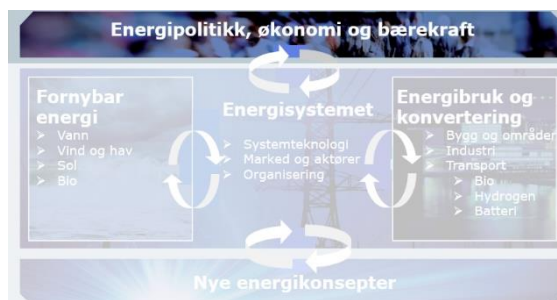 Energipolitikk, økonomi og bærekraft
Fornybar
energi
Vann
Vind og hav
Sol
Bio
Energisystemet
Systemteknologi
Marked og aktører
Organisering
Energibruk og
konvertering
Bygg og områder
Industri
Transport
Bio
Hydrogen
Batteri
Nye energikonsepter